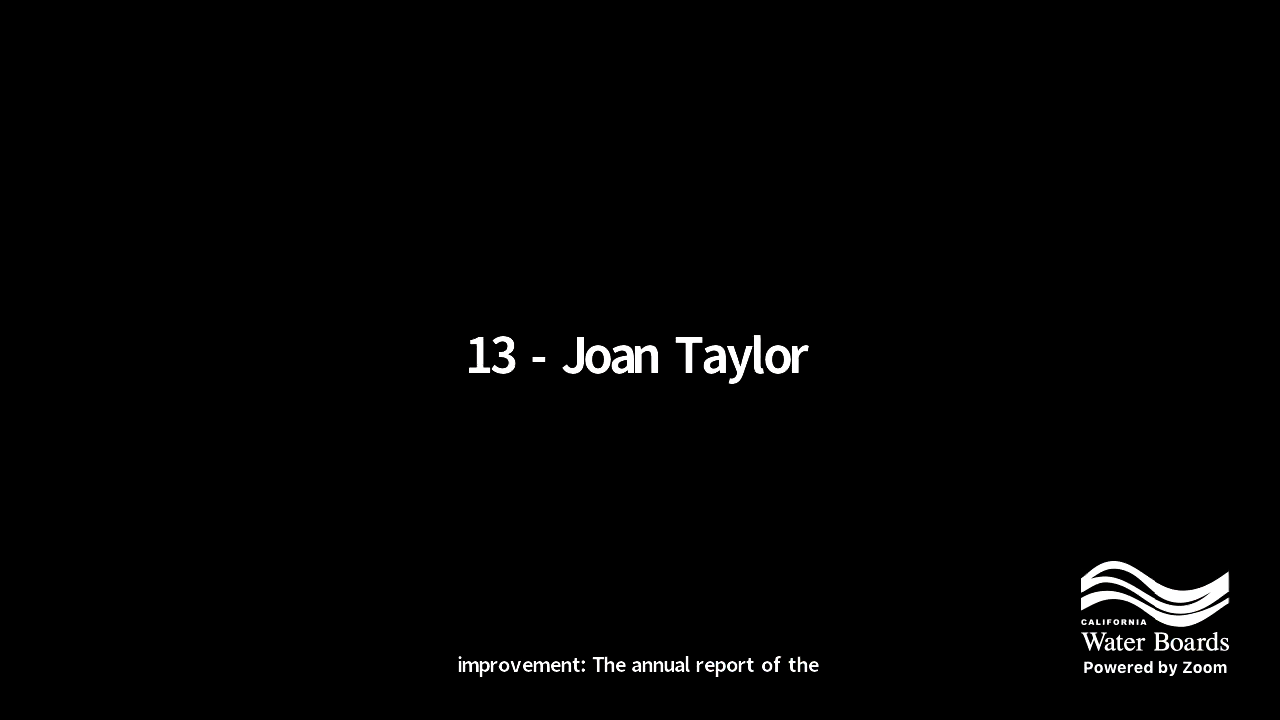 13 - Joan Taylor
CALIFORNIA
Water Boards
improvement: The annual report of the
Powered by Zoom